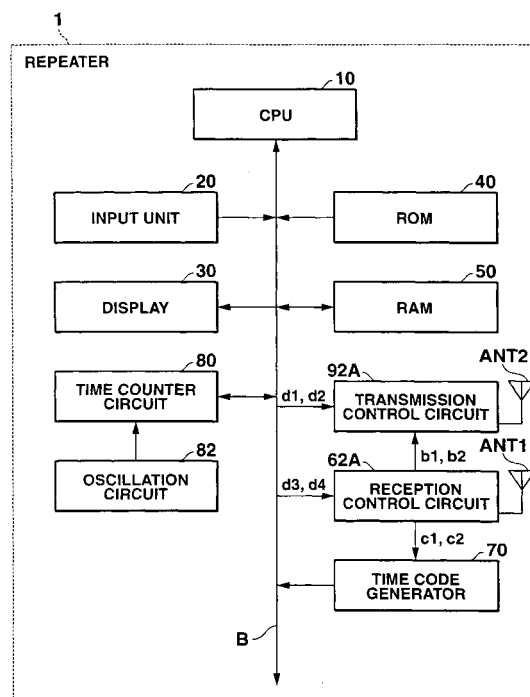 1
REPEATER
10
CPU
20
INPUT UNIT
40
ROM
30
DISPLAY
50
RAM
80
TIME COUNTER
CIRCUIT
d1, d2
92A
TRANSMISSION
CONTROL CIRCUIT
ANT2
82
OSCILLATION
CIRCUIT
d3, d4
62A
b1, b2
RECEPTION
CONTROL CIRCUIT
ANT1
c1, c2
70
TIME CODE
GENERATOR
B